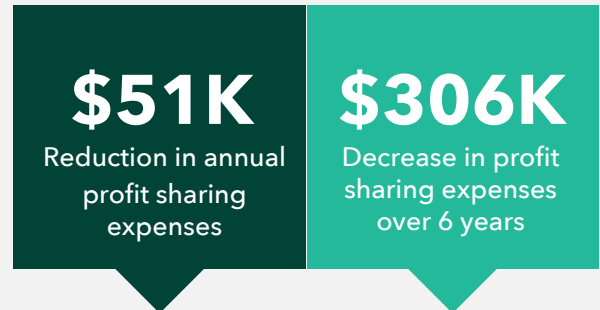 $51K
Reduction in annual
profit sharing
expenses
$306K
Decrease in profit
sharing expenses
over 6 years